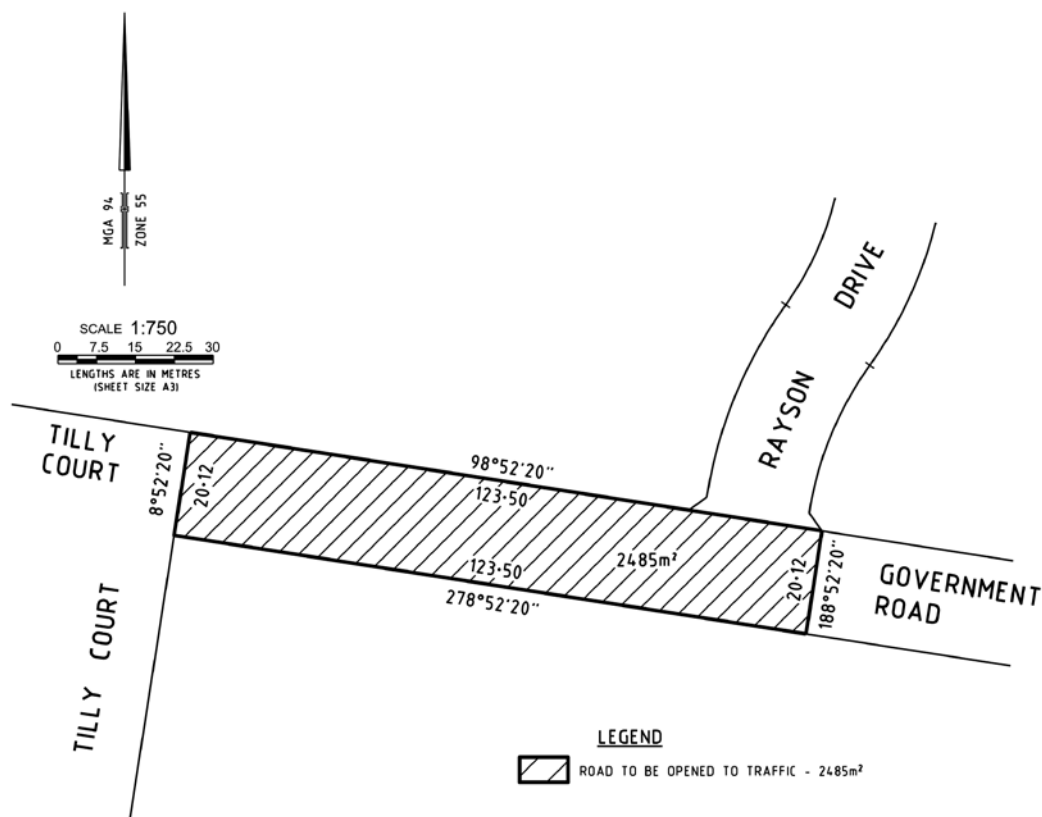 MGA 94
ZONE 55
SCALE 1:750
0 7.5 15 22.5 30
LENGTHS ARE IN METRES
(SHEET SIZE A3)
DRIVE
RAYSON
TILLY
COURT
8°52'20"
20·12
98°52'20"
123·50
2485m²
123·50
278°52'20"
20·12
188°52'20"
GOVERNMENT
ROAD
TILLY COURT
LEGEND
ROAD TO BE OPENED TO TRAFFIC - 2485m²